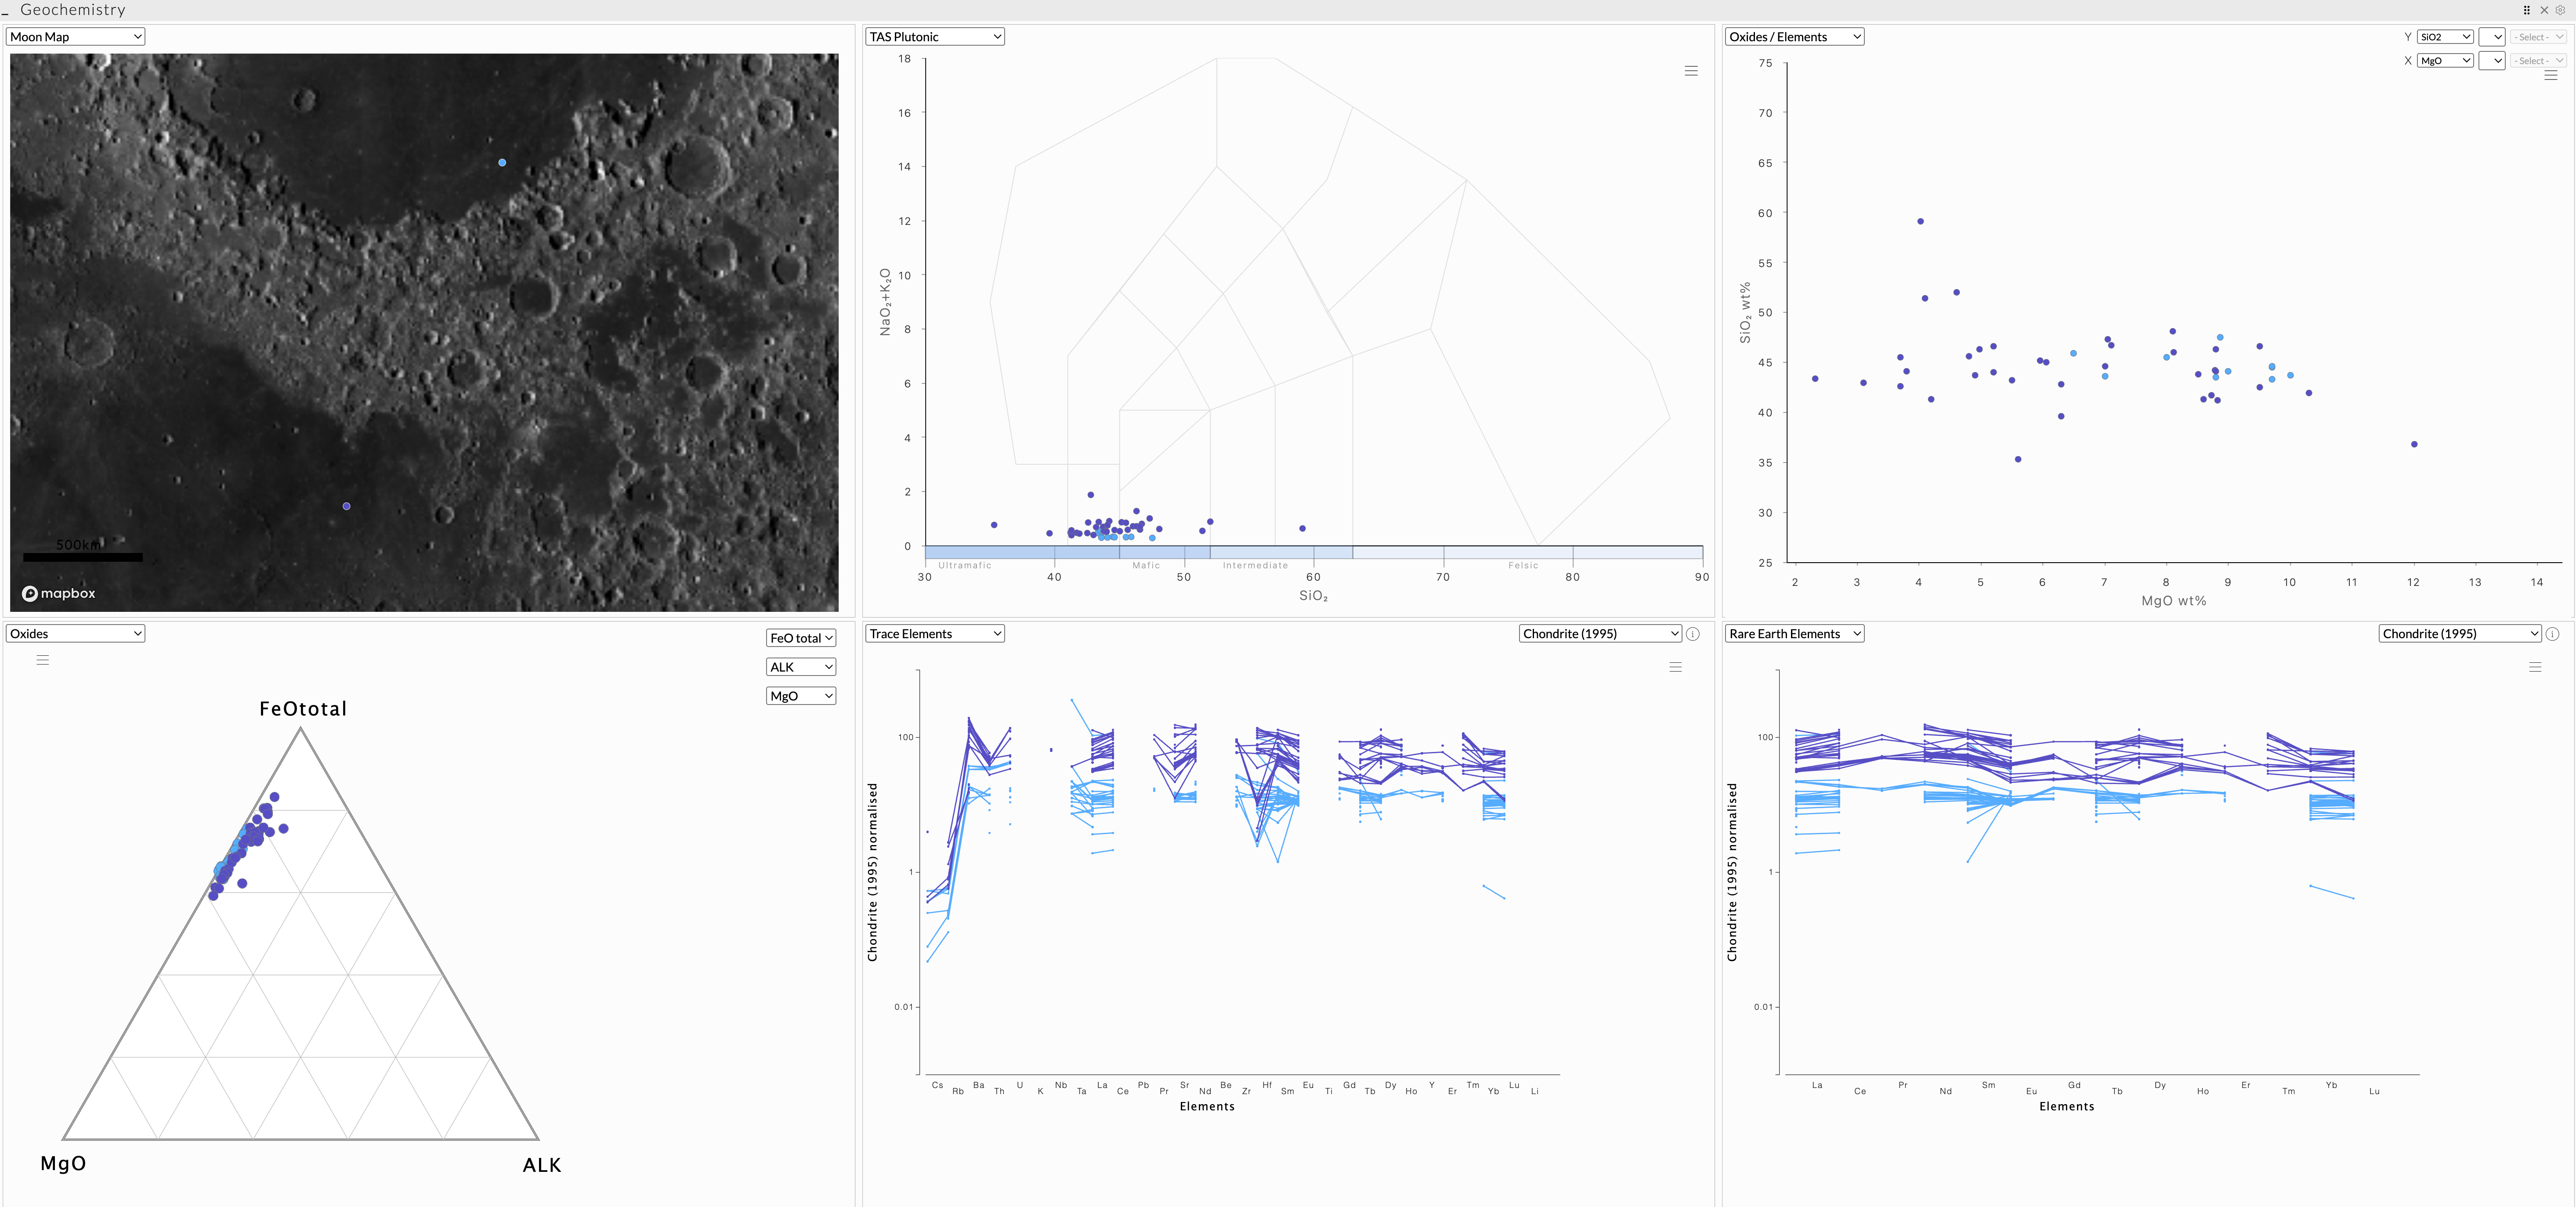 Geochemistry
Moon Map
500km
mapbox
TAS Plutonic
18
16
14
12
10
8
6
4
2
0
NaO₂+K₂O
Ultramafic Mafic Intermediate Felsic
30 40 50 60 70 80 90
SiO₂
Oxides / Elements
Y SiO2 - Select -
X MgO - Select -
75
70
65
60
55
50
45
40
35
30
25
SiO₂ wt%
2 3 4 5 6 7 8 9 10 11 12 13 14
MgO wt%
Oxides
FeO total
ALK
MgO
FeOtotal
MgO
ALK
Trace Elements
Chondrite (1995)
100
1
0.01
Chondrite (1995) normalised
Cs Rb Ba Th U K Nb Ta La Ce Pb Pr Sr Nd Be Zr Hf Sm Eu Ti Gd Tb Dy Ho Y Er Tm Yb Lu Li
Elements
Rare Earth Elements
Chondrite (1995)
100
1
0.01
Chondrite (1995) normalised
La Ce Pr Nd Sm Eu Gd Tb Dy Ho Er Tm Yb Lu
Elements